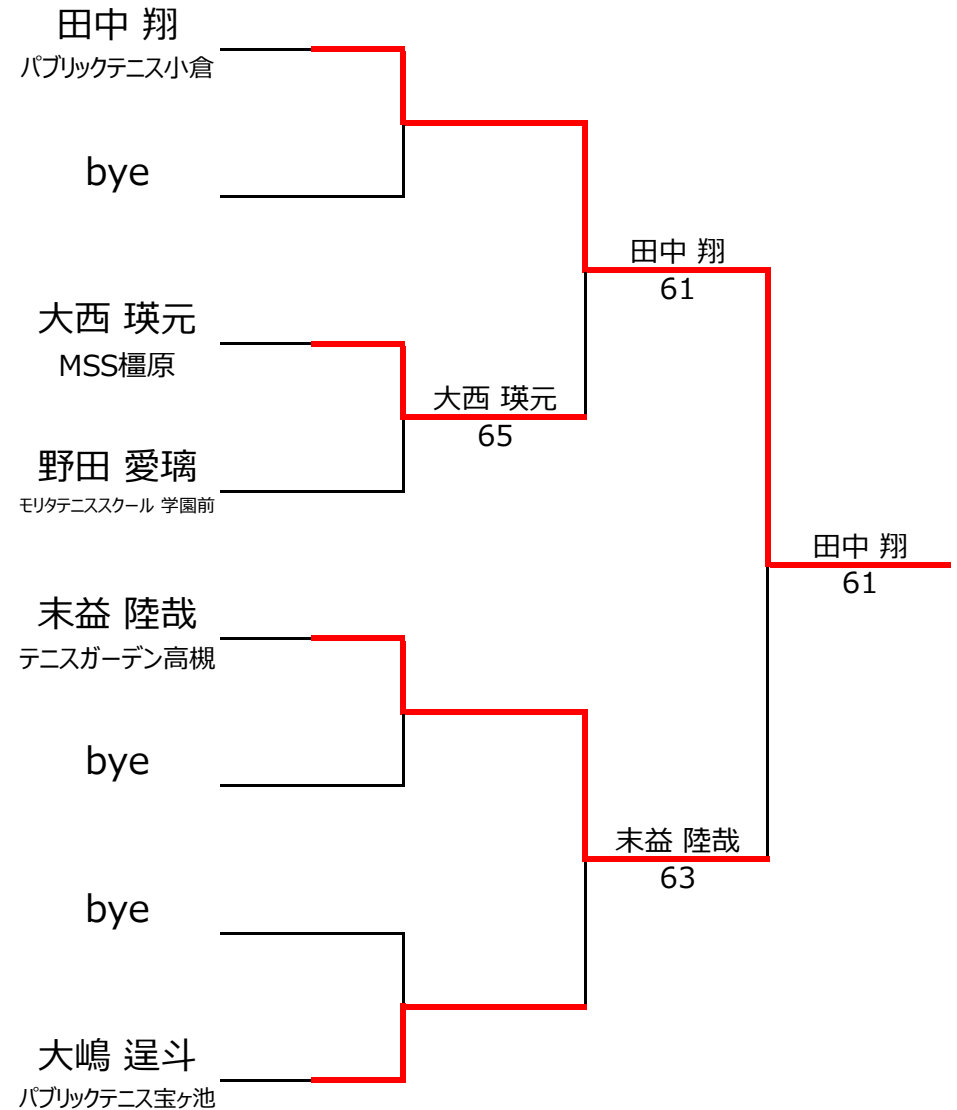 田中 翔
パブリックテニス小倉
bye
田中 翔
61
大西 瑛元
MSS橿原
大西 瑛元
65
野田 愛璃
モリタテニススクール 学園前
田中 翔
61
末益 陸哉
テニスガーデン高槻
bye
末益 陸哉
63
bye
大嶋 逞斗
パブリックテニス宝ヶ池